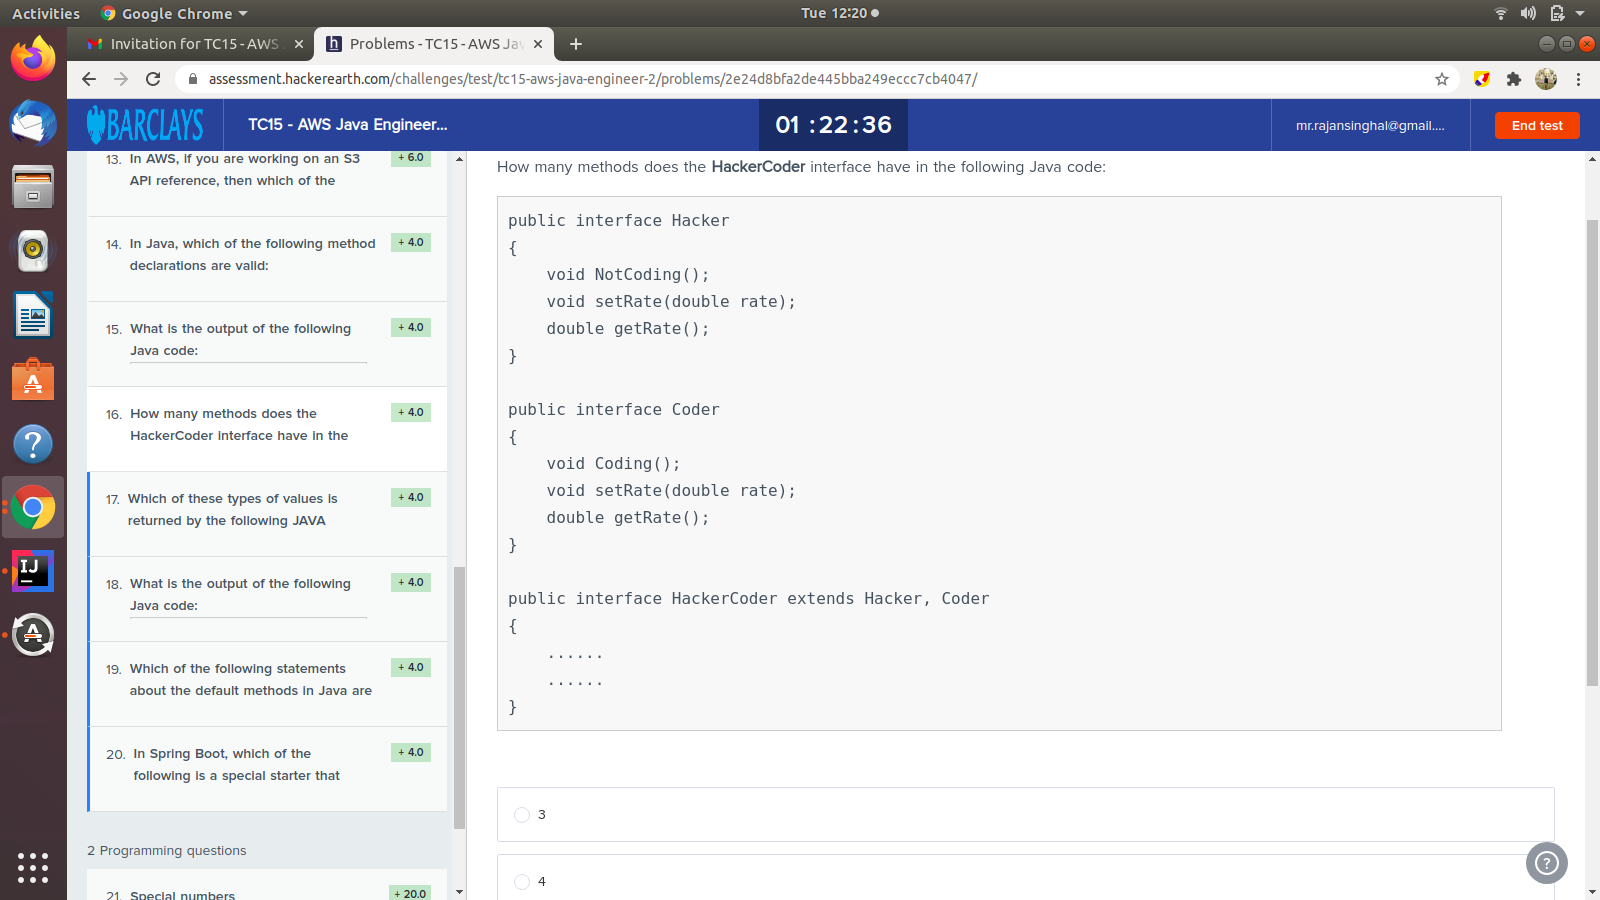 Activities
Google Chrome
Tue 12:20
Invitation for TC15 - AWS
Problems - TC15 - AWS Jav
assessment.hackerearth.com/challenges/test/tc15-aws-java-engineer-2/problems/2e24d8bfa2de445bba249eccc7cb4047/
BARCLAYS
TC15 - AWS Java Engineer...
01 : 22 : 36
mr.rajansinghal@gmail....
End test
13. In AWS, if you are working on an S3
API reference, then which of the
+ 6.0
14. In Java, which of the following method
declarations are valid:
+ 4.0
15. What is the output of the following
Java code:
+ 4.0
16. How many methods does the
HackerCoder interface have in the
+ 4.0
17. Which of these types of values is
returned by the following JAVA
+ 4.0
18. What is the output of the following
Java code:
+ 4.0
19. Which of the following statements
about the default methods in Java are
+ 4.0
20. In Spring Boot, which of the
following is a special starter that
+ 4.0
2 Programming questions
21. Special numbers
+ 20.0
How many methods does the HackerCoder interface have in the following Java code:
public interface Hacker
{
void NotCoding();
void setRate(double rate);
double getRate();
}
public interface Coder
{
void Coding();
void setRate(double rate);
double getRate();
}
public interface HackerCoder extends Hacker, Coder
{
......
......
}
3
4
?